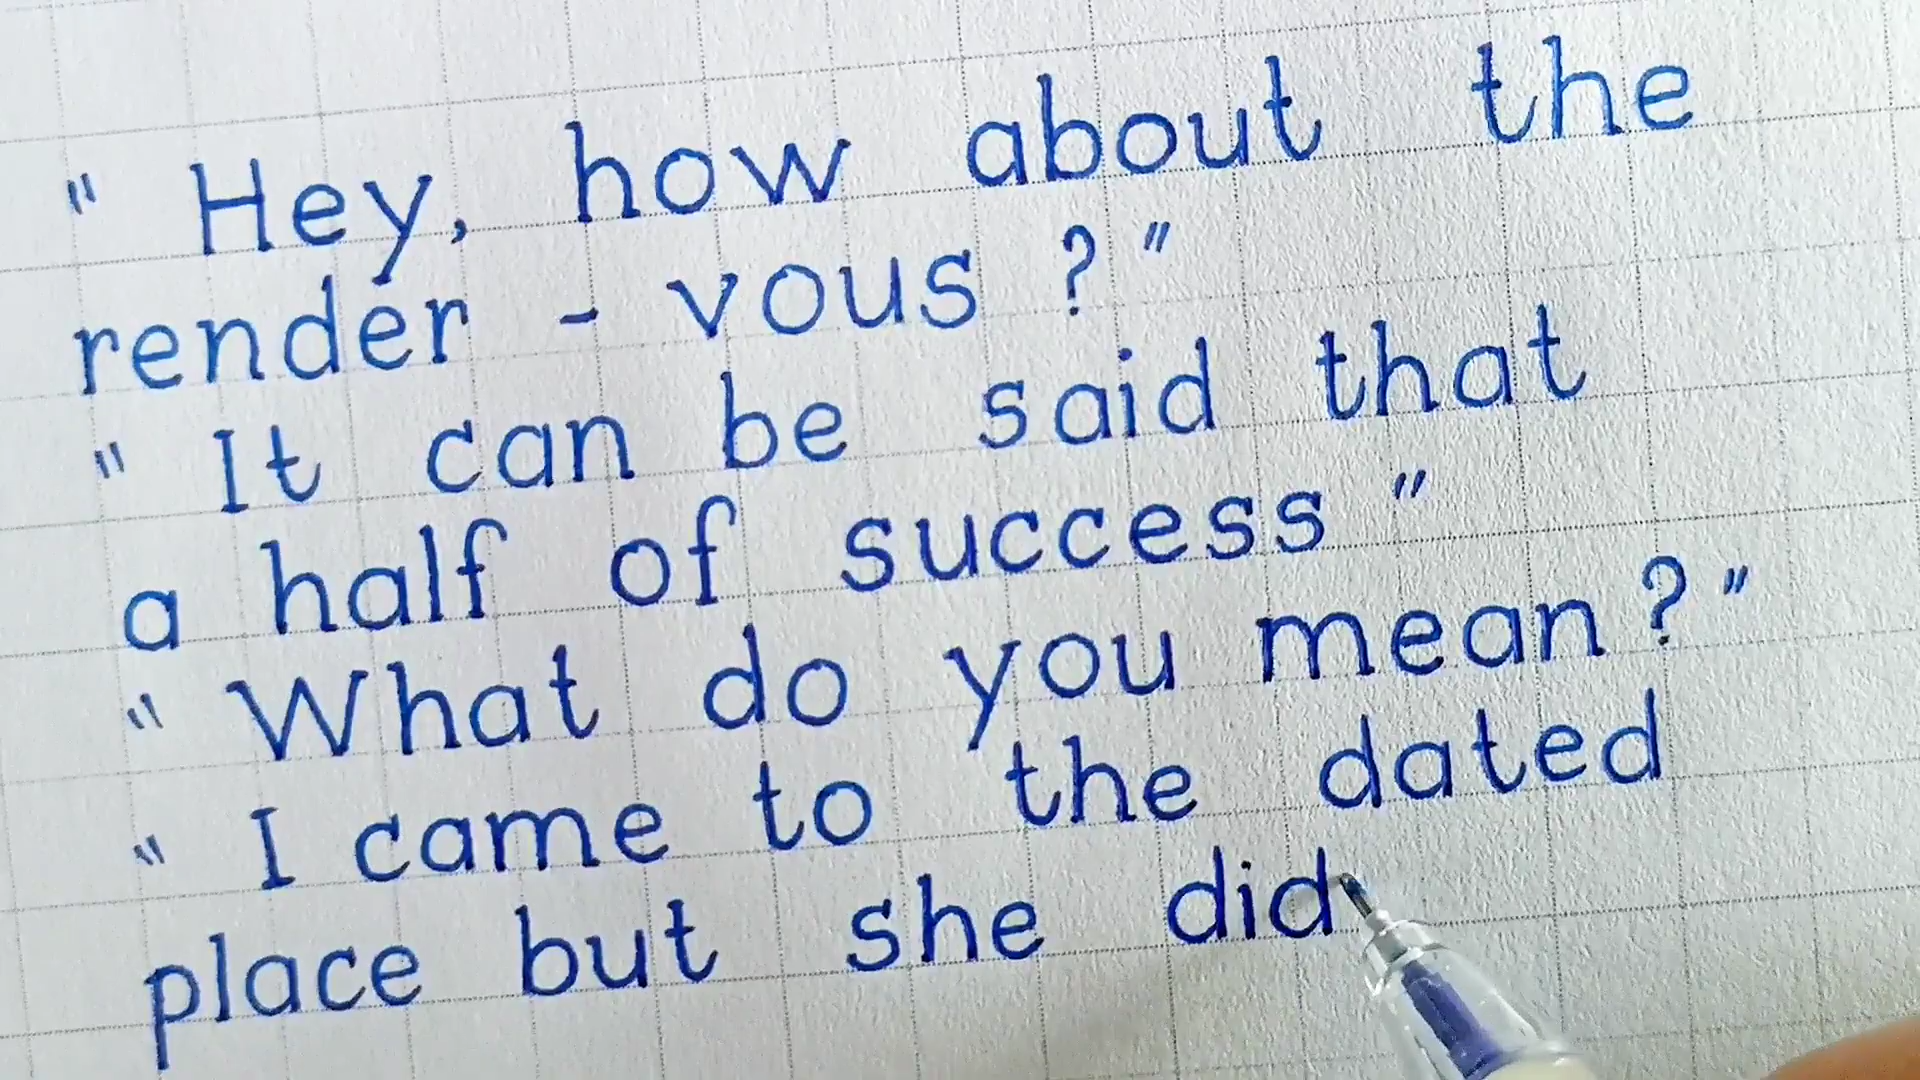 " Hey, how about the
render - vous ?"
" It can be said that
a half of success "
" What do you mean ?"
" I came to the dated
place but she did